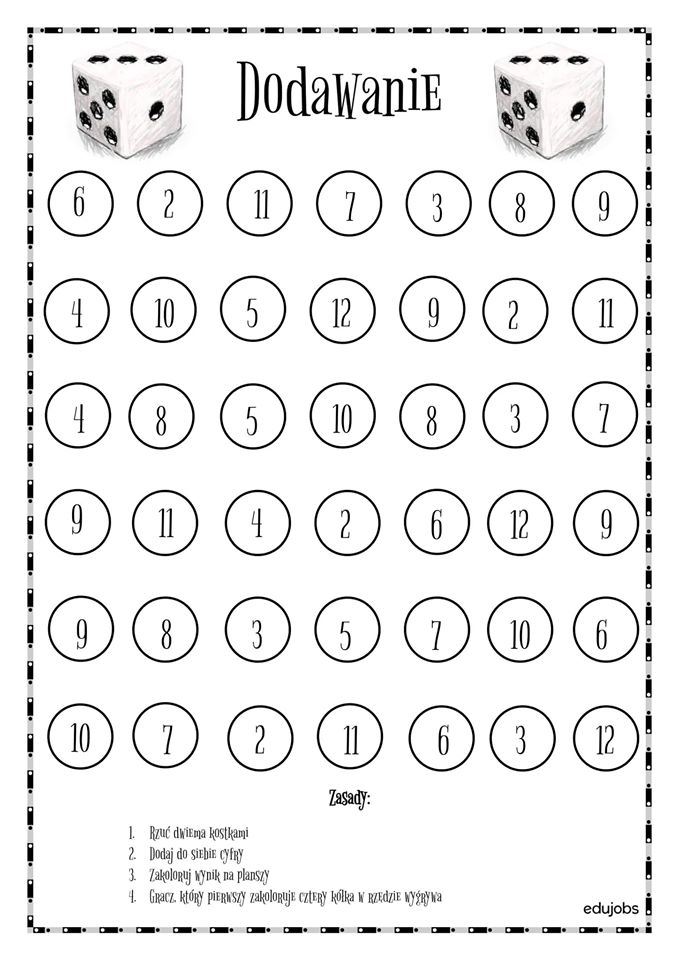 Dodawanie
6 2 11 7 3 8 9
4 10 5 12 9 2 11
4 8 5 10 8 3 7
9 11 4 2 6 12 9
9 8 3 5 7 10 6
10 7 2 11 6 3 12
Zasady:
1. Rzuć dwiema kostkami
2. Dodaj do siebie cyfry
3. Zakoloruj wynik na planszy
4. Gracz, który pierwszy zakoloruje cztery kółka w rzędzie wygrywa
edujobs